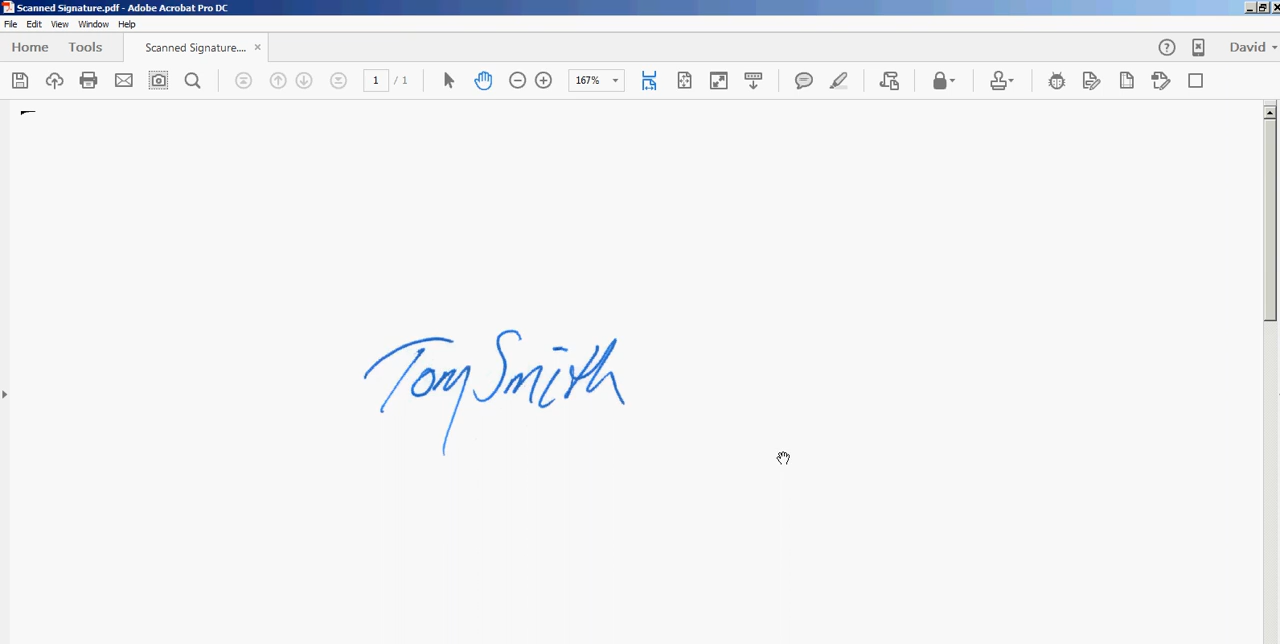 Scanned Signature.pdf - Adobe Acrobat Pro DC
File Edit View Window Help
Home Tools Scanned Signature.... × David
1 / 1 167%
Tom Smith